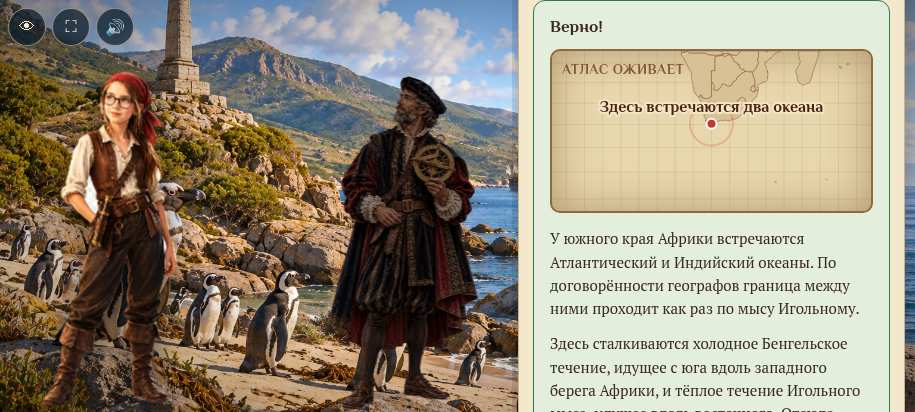 Верно!
АТЛАС ОЖИВАЕТ
Здесь встречаются два океана
У южного края Африки встречаются
Атлантический и Индийский океаны. По
договорённости географов граница между
ними проходит как раз по мысу Игольному.
Здесь сталкиваются холодное Бенгельское
течение, идущее с юга вдоль западного
берега Африки, и тёплое течение Игольного